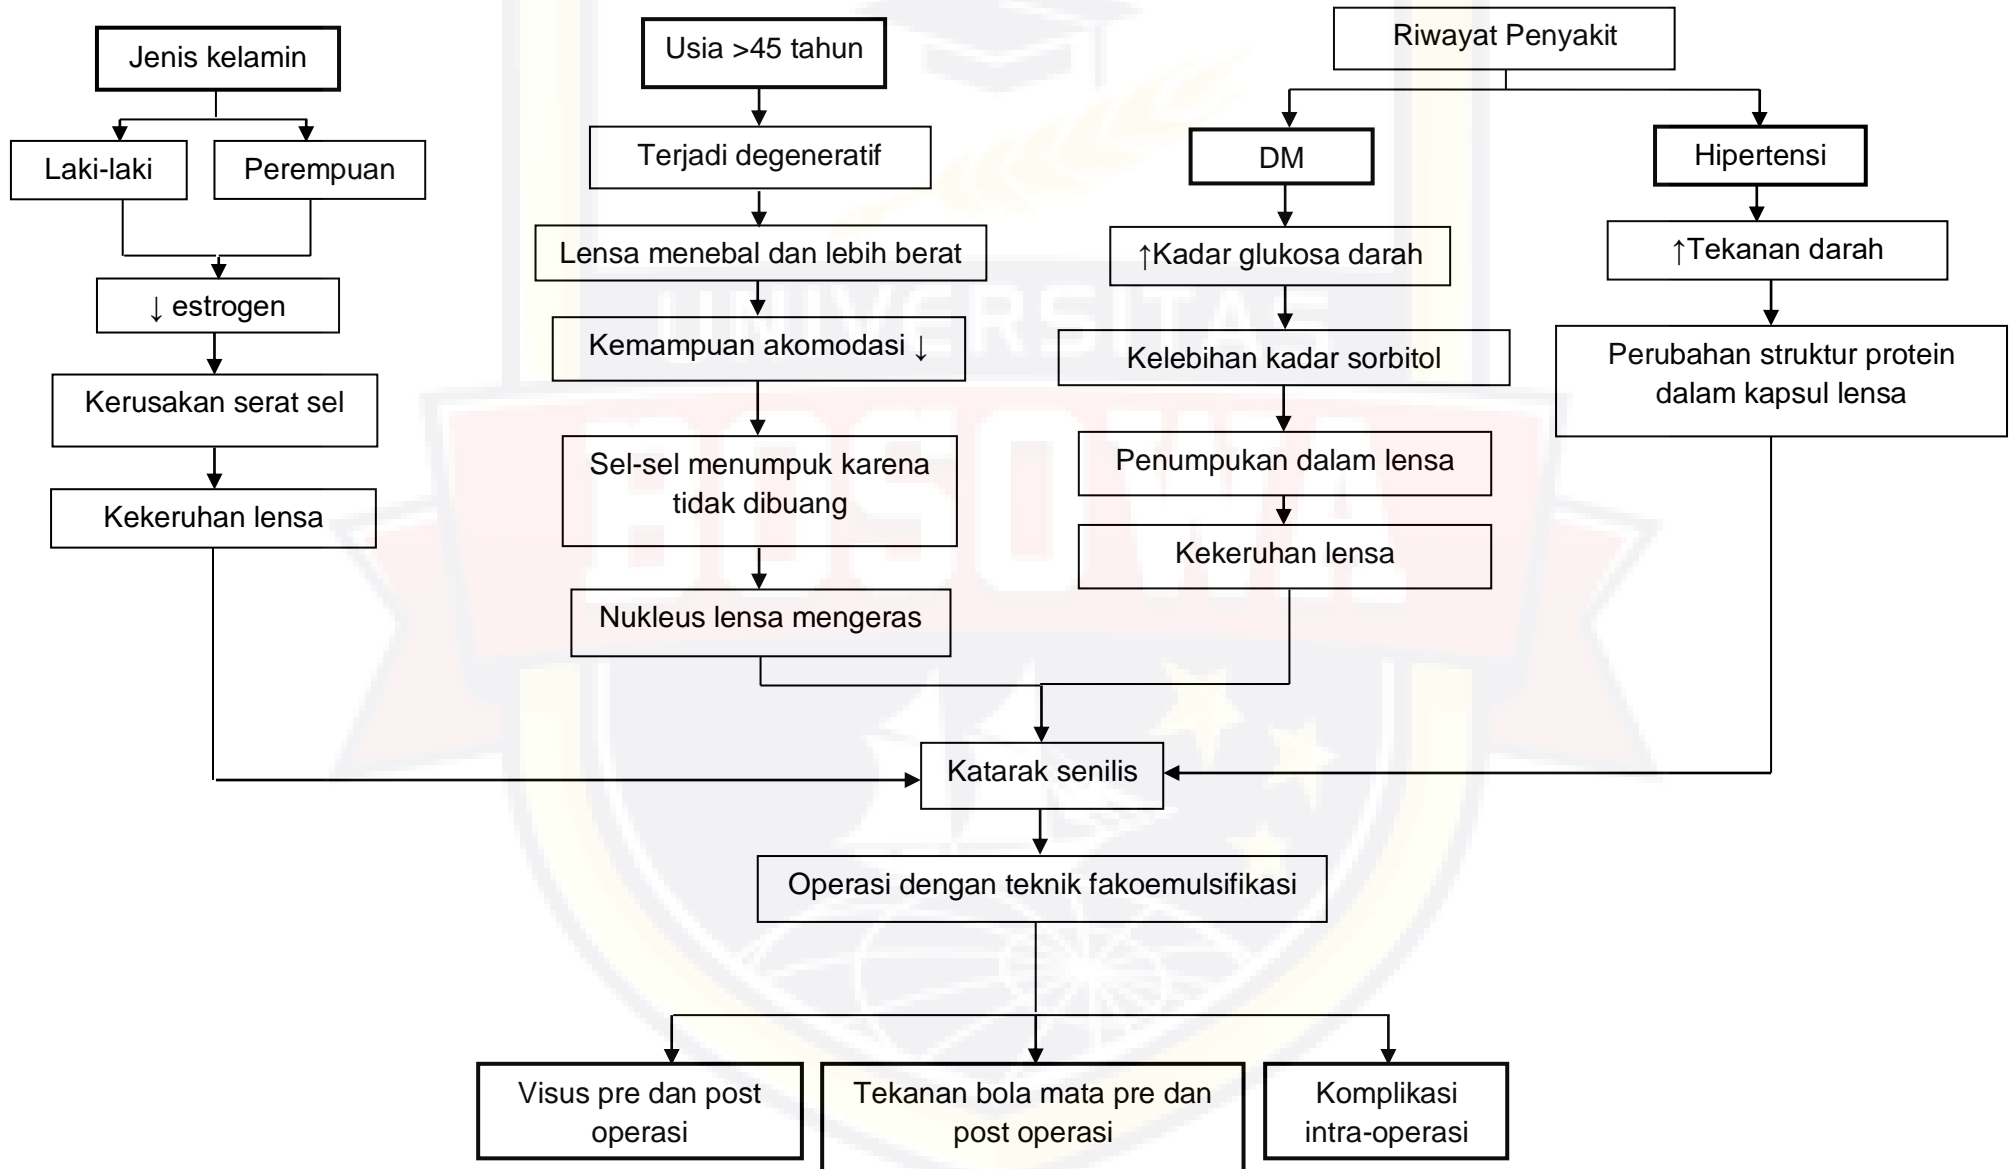 Jenis kelamin
Usia >45 tahun
Riwayat Penyakit
Laki-laki
Perempuan
Terjadi degeneratif
DM
Hipertensi
↓ estrogen
Lensa menebal dan lebih berat
↑Kadar glukosa darah
↑Tekanan darah
Kerusakan serat sel
Kemampuan akomodasi ↓
Kelebihan kadar sorbitol
Perubahan struktur protein
dalam kapsul lensa
Kekeruhan lensa
Sel-sel menumpuk karena
tidak dibuang
Penumpukan dalam lensa
Nukleus lensa mengeras
Kekeruhan lensa
Katarak senilis
Operasi dengan teknik fakoemulsifikasi
Visus pre dan post
operasi
Tekanan bola mata pre dan
post operasi
Komplikasi
intra-operasi
UNIVERSITAS
BOSOWA